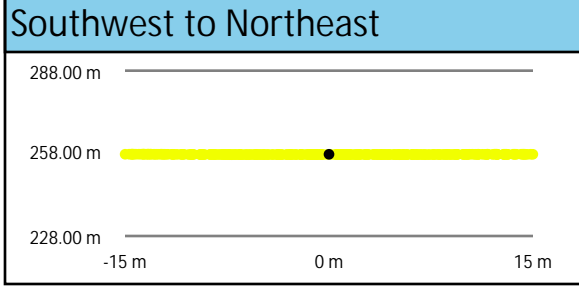 Southwest to Northeast
288.00 m
258.00 m
228.00 m
-15 m 0 m 15 m